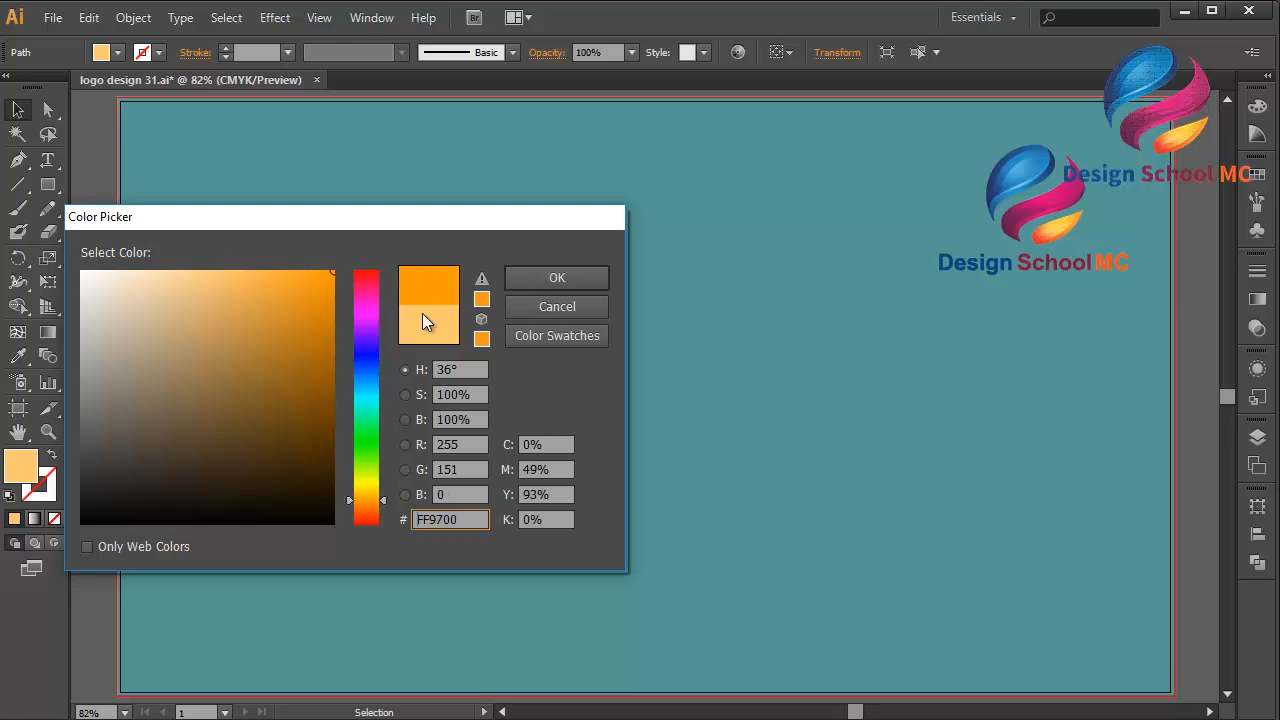 Ai File Edit Object Type Select Effect View Window Help Br Essentials
Path Stroke: Basic Opacity: 100% Style: Transform
logo design 31.ai* @ 82% (CMYK/Preview) ×
Design School MC
Design School MC
Color Picker
Select Color:
OK
Cancel
Color Swatches
H: 36°
S: 100%
B: 100%
R: 255 C: 0%
G: 151 M: 49%
B: 0 Y: 93%
# FF9700 K: 0%
Only Web Colors
82% 1 Selection